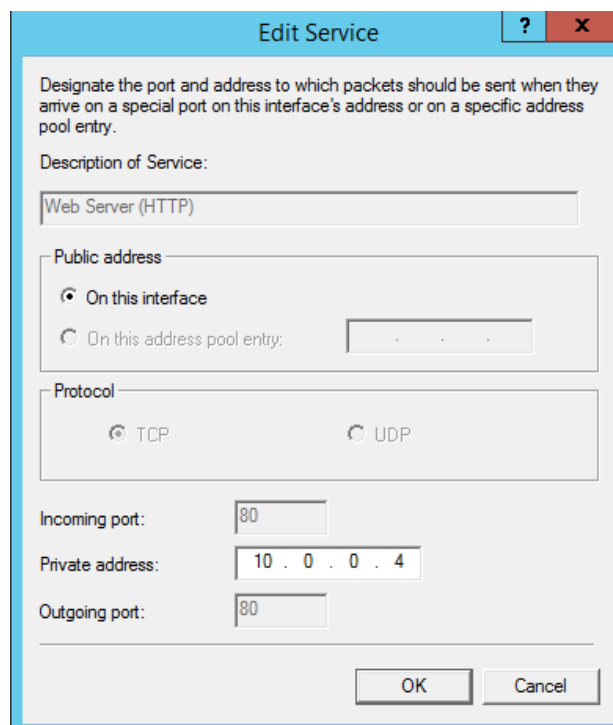 Edit Service
?
x
Designate the port and address to which packets should be sent when they
arrive on a special port on this interface's address or on a specific address
pool entry.
Description of Service:
Web Server (HTTP)
Public address
On this interface
On this address pool entry: . . .
Protocol
TCP UDP
Incoming port: 80
Private address: 10 . 0 . 0 . 4
Outgoing port: 80
OK Cancel